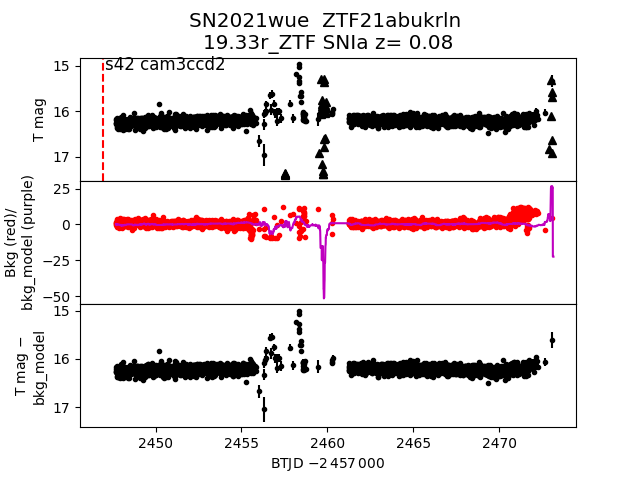 SN2021wue ZTF21abukrln
19.33r_ZTF SNIa z= 0.08
s42 cam3ccd2
15
16
17
T mag
25
0
−25
−50
Bkg (red)/
bkg_model (purple)
15
16
17
T mag −
bkg_model
2450
2455
2460
2465
2470
BTJD −2 457 000